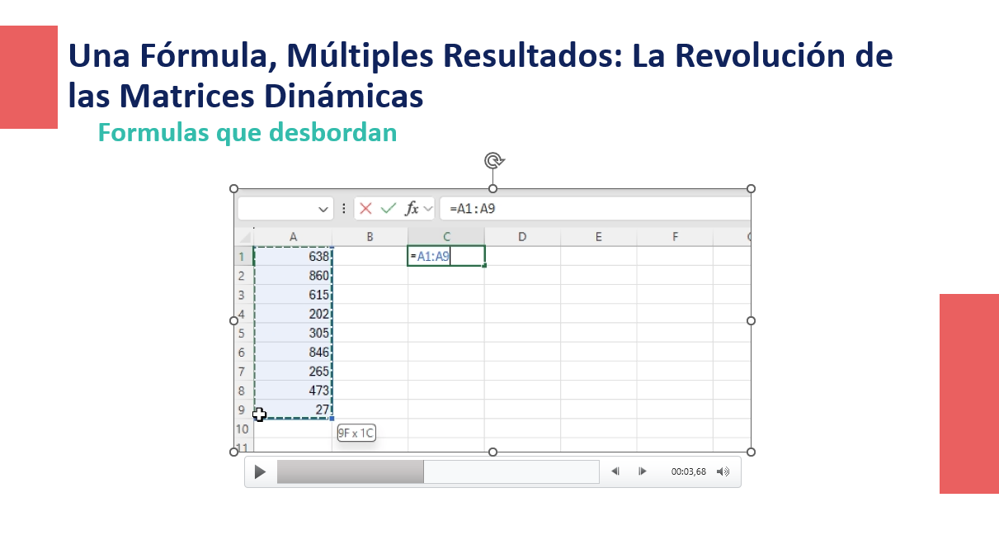 Una Fórmula, Múltiples Resultados: La Revolución de
las Matrices Dinámicas
Formulas que desbordan
fx =A1:A9
A B C D E F
1 638 =A1:A9
2 860
3 615
4 202
5 305
6 846
7 265
8 473
9 27
10 9F x 1C
11
00:03,68